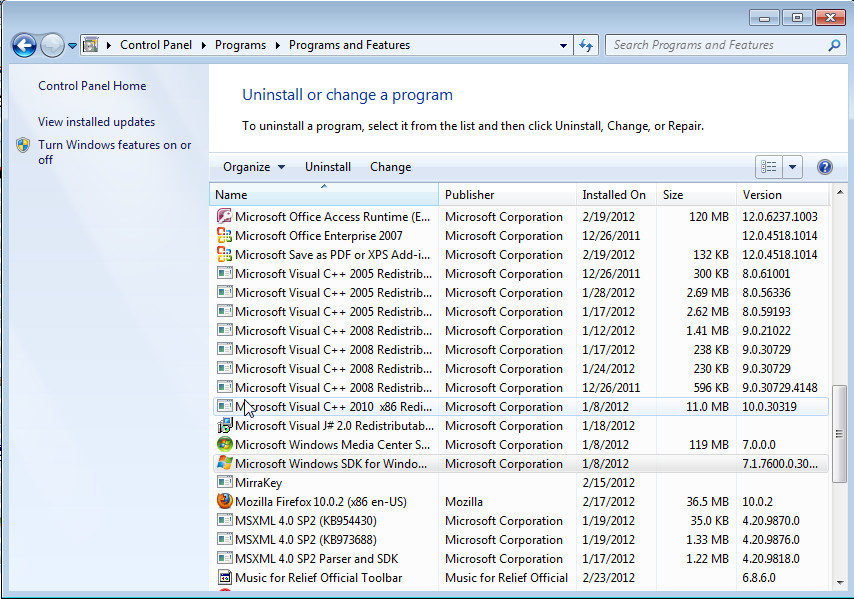 Control Panel Programs Programs and Features Search Programs and Features
Control Panel Home
View installed updates
Turn Windows features on or
off
Uninstall or change a program
To uninstall a program, select it from the list and then click Uninstall, Change, or Repair.
Organize Uninstall Change
Name Publisher Installed On Size Version
Microsoft Office Access Runtime (E... Microsoft Corporation 2/19/2012 120 MB 12.0.6237.1003
Microsoft Office Enterprise 2007 Microsoft Corporation 12/26/2011 12.0.4518.1014
Microsoft Save as PDF or XPS Add-i... Microsoft Corporation 2/19/2012 132 KB 12.0.4518.1014
Microsoft Visual C++ 2005 Redistrib... Microsoft Corporation 12/26/2011 300 KB 8.0.61001
Microsoft Visual C++ 2005 Redistrib... Microsoft Corporation 1/28/2012 2.69 MB 8.0.56336
Microsoft Visual C++ 2005 Redistrib... Microsoft Corporation 1/17/2012 2.62 MB 8.0.59193
Microsoft Visual C++ 2008 Redistrib... Microsoft Corporation 1/12/2012 1.41 MB 9.0.21022
Microsoft Visual C++ 2008 Redistrib... Microsoft Corporation 1/17/2012 238 KB 9.0.30729
Microsoft Visual C++ 2008 Redistrib... Microsoft Corporation 1/24/2012 230 KB 9.0.30729
Microsoft Visual C++ 2008 Redistrib... Microsoft Corporation 12/26/2011 596 KB 9.0.30729.4148
Microsoft Visual C++ 2010 x86 Redi... Microsoft Corporation 1/8/2012 11.0 MB 10.0.30319
Microsoft Visual J# 2.0 Redistributab... Microsoft Corporation 1/18/2012
Microsoft Windows Media Center S... Microsoft Corporation 1/8/2012 119 MB 7.0.0.0
Microsoft Windows SDK for Windo... Microsoft Corporation 1/8/2012 7.1.7600.0.30...
MirraKey 2/15/2012
Mozilla Firefox 10.0.2 (x86 en-US) Mozilla 2/17/2012 36.5 MB 10.0.2
MSXML 4.0 SP2 (KB954430) Microsoft Corporation 1/19/2012 35.0 KB 4.20.9870.0
MSXML 4.0 SP2 (KB973688) Microsoft Corporation 1/19/2012 1.33 MB 4.20.9876.0
MSXML 4.0 SP2 Parser and SDK Microsoft Corporation 1/17/2012 1.22 MB 4.20.9818.0
Music for Relief Official Toolbar Music for Relief Official 2/23/2012 6.8.6.0